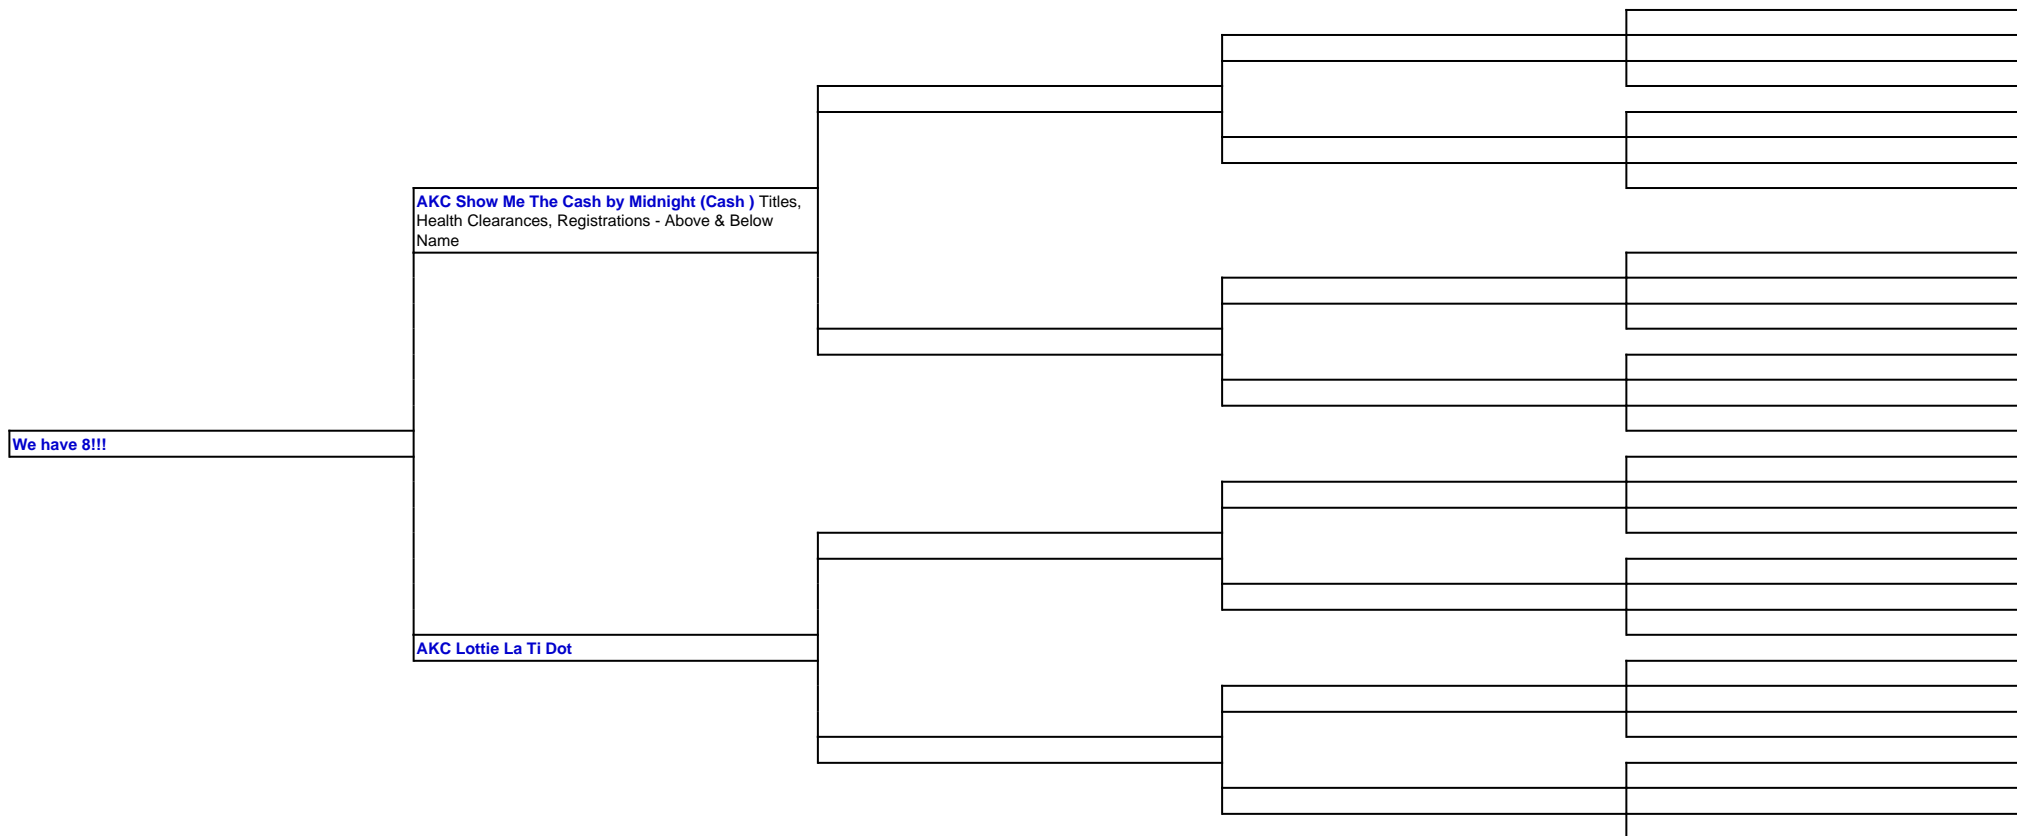 AKC Show Me The Cash by Midnight (Cash ) Titles,
Health Clearances, Registrations - Above & Below
Name
We have 8!!!
AKC Lottie La Ti Dot